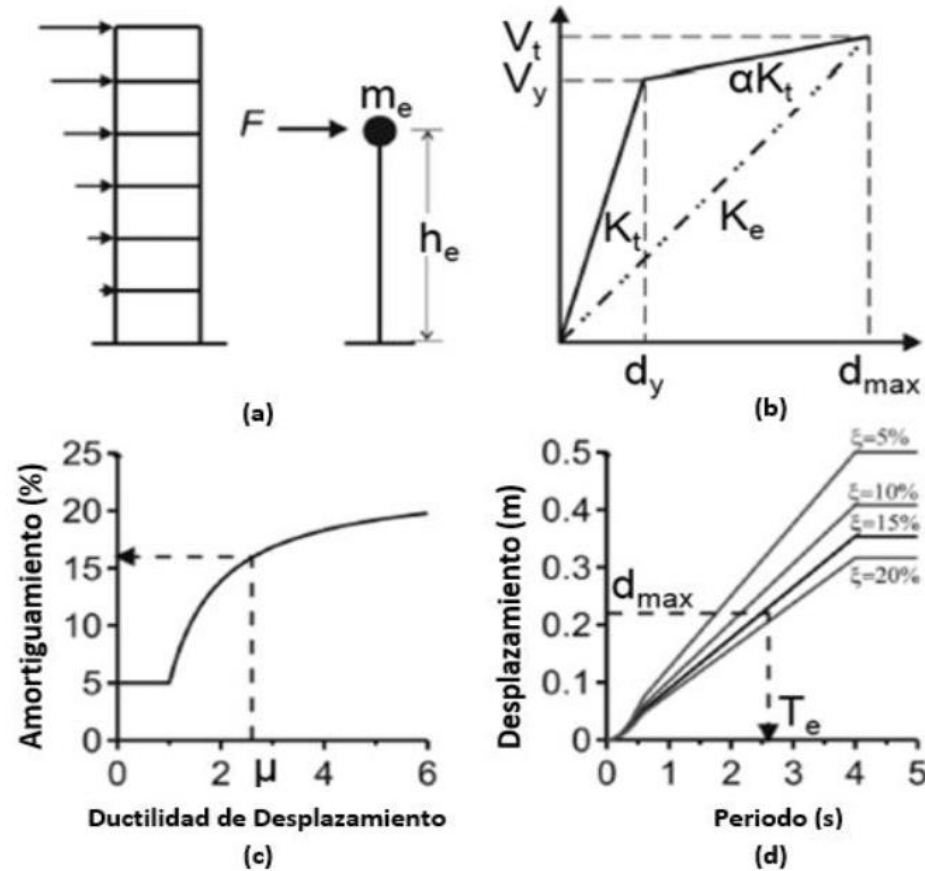 F
m_e
h_e
(a)
V_t
V_y
αK_t
K_t
K_e
d_y
d_max
(b)
Amortiguamiento (%)
25
20
15
10
5
0
0
2
μ
4
6
Ductilidad de Desplazamiento
(c)
Desplazamiento (m)
0.5
0.4
0.3
0.2
0.1
0
d_max
ξ=5%
ξ=10%
ξ=15%
ξ=20%
T_e
0
1
2
3
4
5
Periodo (s)
(d)